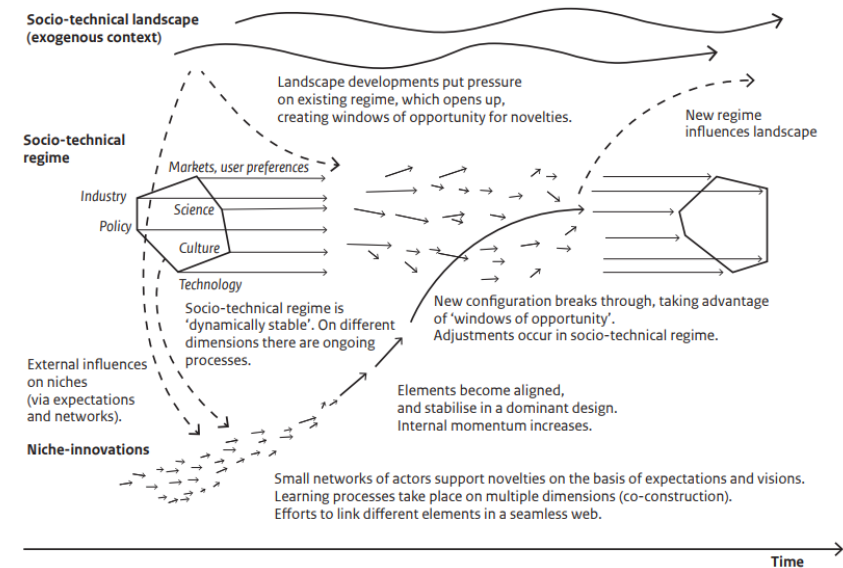 Socio-technical landscape
(exogenous context)
Landscape developments put pressure
on existing regime, which opens up,
creating windows of opportunity for novelties.
New regime
influences landscape
Socio-technical
regime
Markets, user preferences
Industry
Science
Policy
Culture
Technology
Socio-technical regime is
‘dynamically stable’. On different
dimensions there are ongoing
processes.
New configuration breaks through, taking advantage
of ‘windows of opportunity’.
Adjustments occur in socio-technical regime.
External influences
on niches
(via expectations
and networks).
Elements become aligned,
and stabilise in a dominant design.
Internal momentum increases.
Niche-innovations
Small networks of actors support novelties on the basis of expectations and visions.
Learning processes take place on multiple dimensions (co-construction).
Efforts to link different elements in a seamless web.
Time